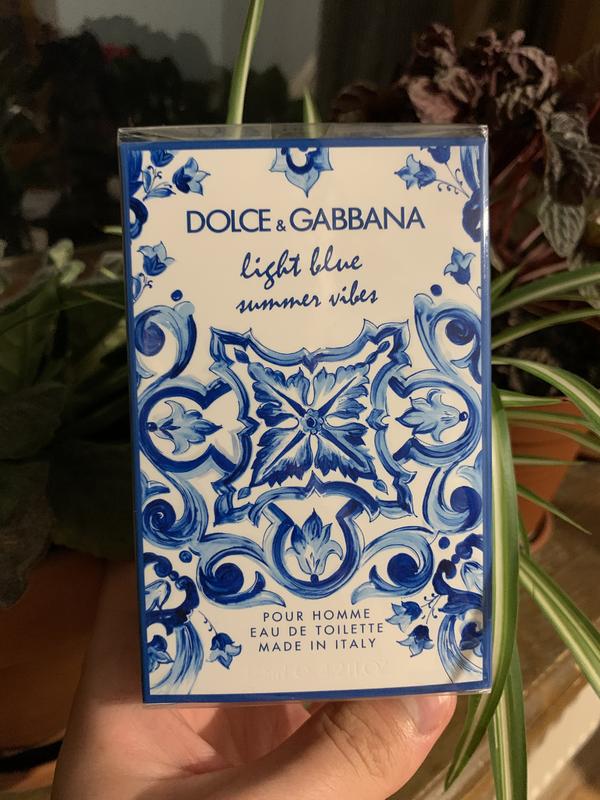 DOLCE & GABBANA
light blue
summer vibes
POUR HOMME
EAU DE TOILETTE
MADE IN ITALY